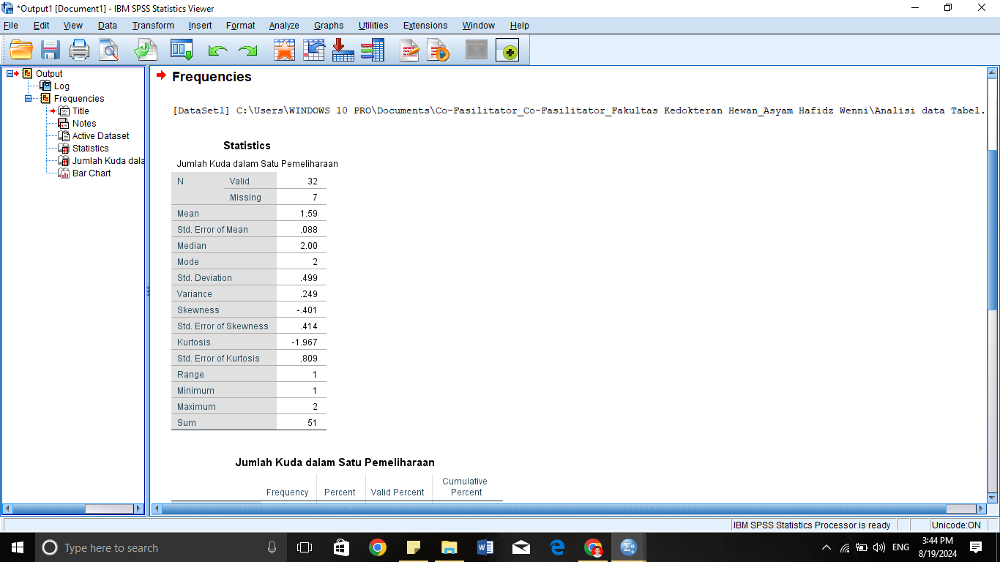 *Output1 [Document1] - IBM SPSS Statistics Viewer
File Edit View Data Transform Insert Format Analyze Graphs Utilities Extensions Window Help
Output
Log
Frequencies
Title
Notes
Active Dataset
Statistics
Jumlah Kuda dala
Bar Chart
Frequencies
[DataSet1] C:\Users\WINDOWS 10 PRO\Documents\Co-Fasilitator_Co-Fasilitator_Fakultas Kedokteran Hewan_Asyam Hafidz Wenni\Analisi data Tabel.
Statistics
Jumlah Kuda dalam Satu Pemeliharaan
N Valid 32
Missing 7
Mean 1.59
Std. Error of Mean .088
Median 2.00
Mode 2
Std. Deviation .499
Variance .249
Skewness -.401
Std. Error of Skewness .414
Kurtosis -1.967
Std. Error of Kurtosis .809
Range 1
Minimum 1
Maximum 2
Sum 51
Jumlah Kuda dalam Satu Pemeliharaan
Frequency Percent Valid Percent Cumulative Percent
IBM SPSS Statistics Processor is ready Unicode:ON
Type here to search
ENG
3:44 PM
8/19/2024